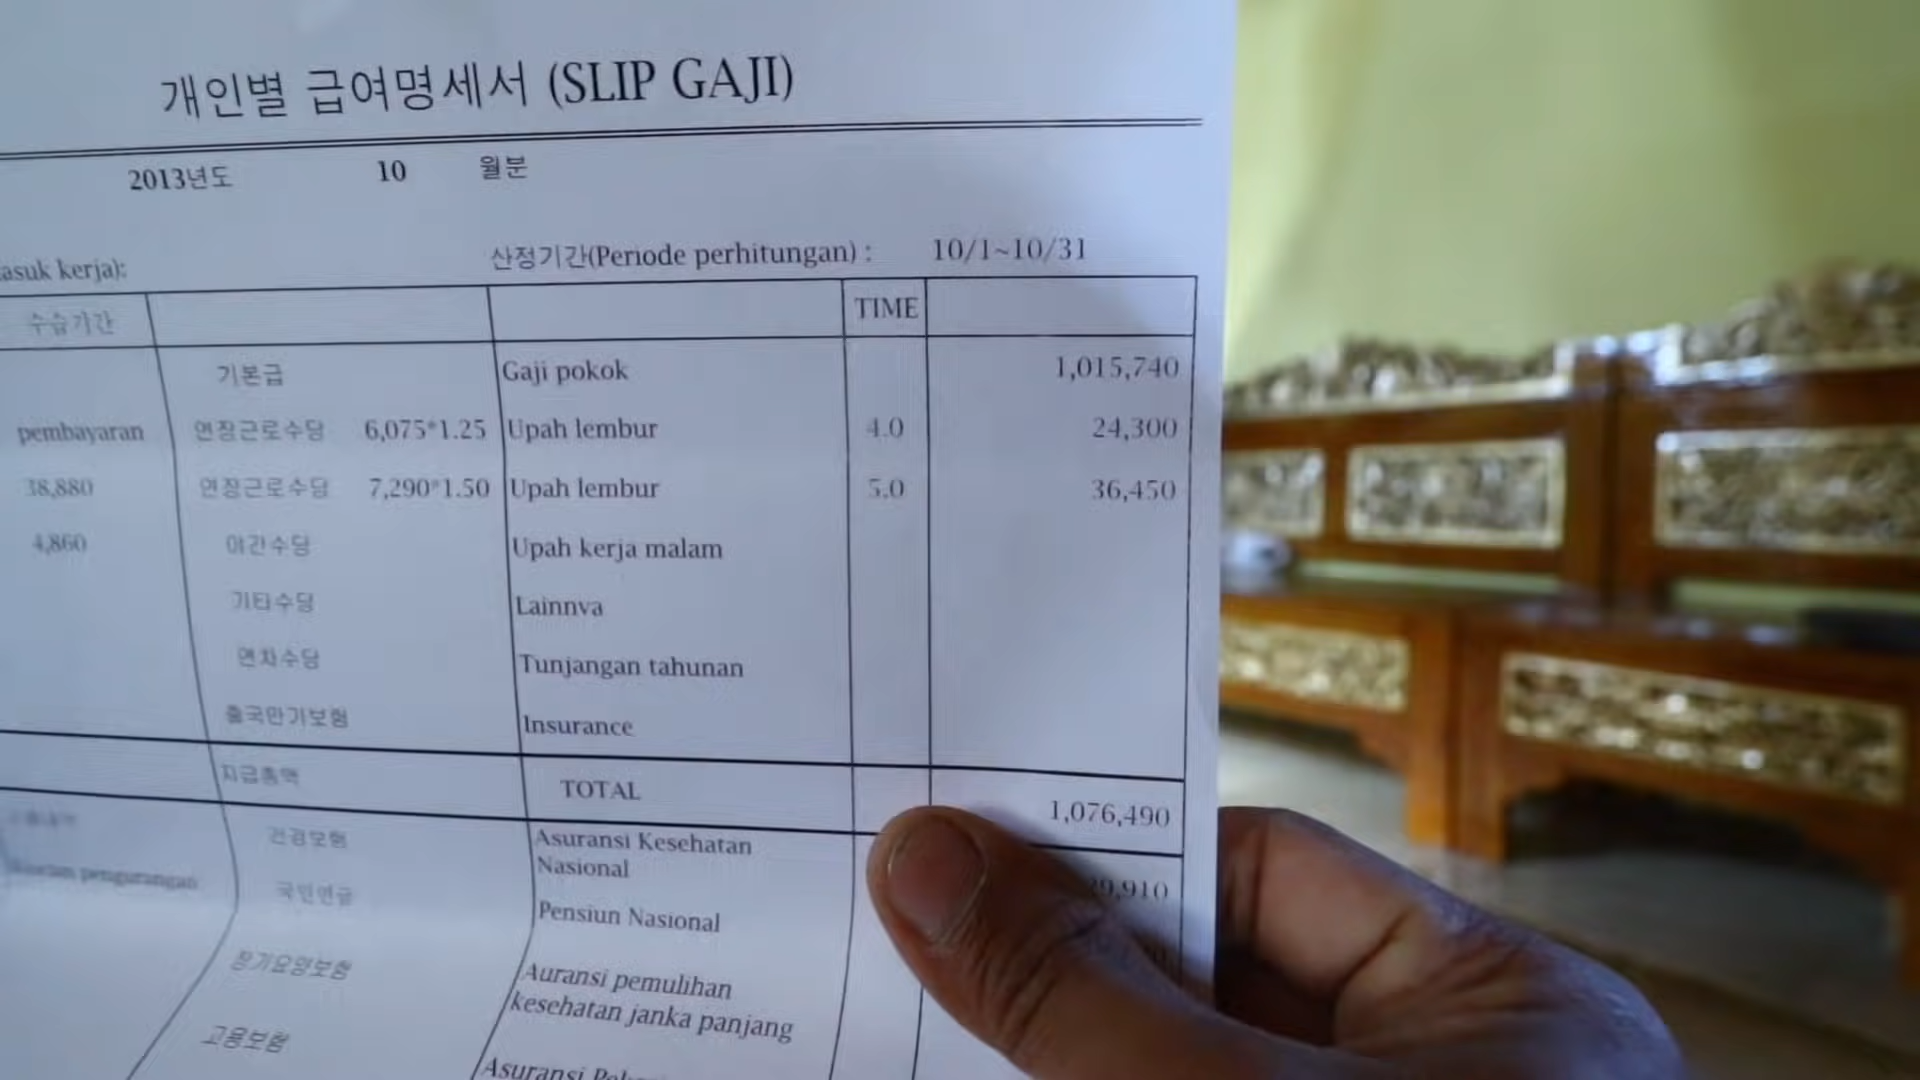 개인별 급여명세서 (SLIP GAJI)
2013년도 10 월분
asuk kerja): 산정기간(Periode perhitungan) : 10/1~10/31
수습기간 TIME
기본급 Gaji pokok 1,015,740
pembayaran 연장근로수당 6,075*1.25 Upah lembur 4.0 24,300
38,880 연장근로수당 7,290*1.50 Upah lembur 5.0 36,450
4,860 야간수당 Upah kerja malam
기타수당 Lainnya
연차수당 Tunjangan tahunan
출국만기보험 Insurance
지급총액 TOTAL 1,076,490
건강보험 Asuransi Kesehatan
Nasional
pengurangan 국민연금 Pensiun Nasional 9,910
장기요양보험 Auransi pemulihan
kesehatan janka panjang
고용보험 Asuransi